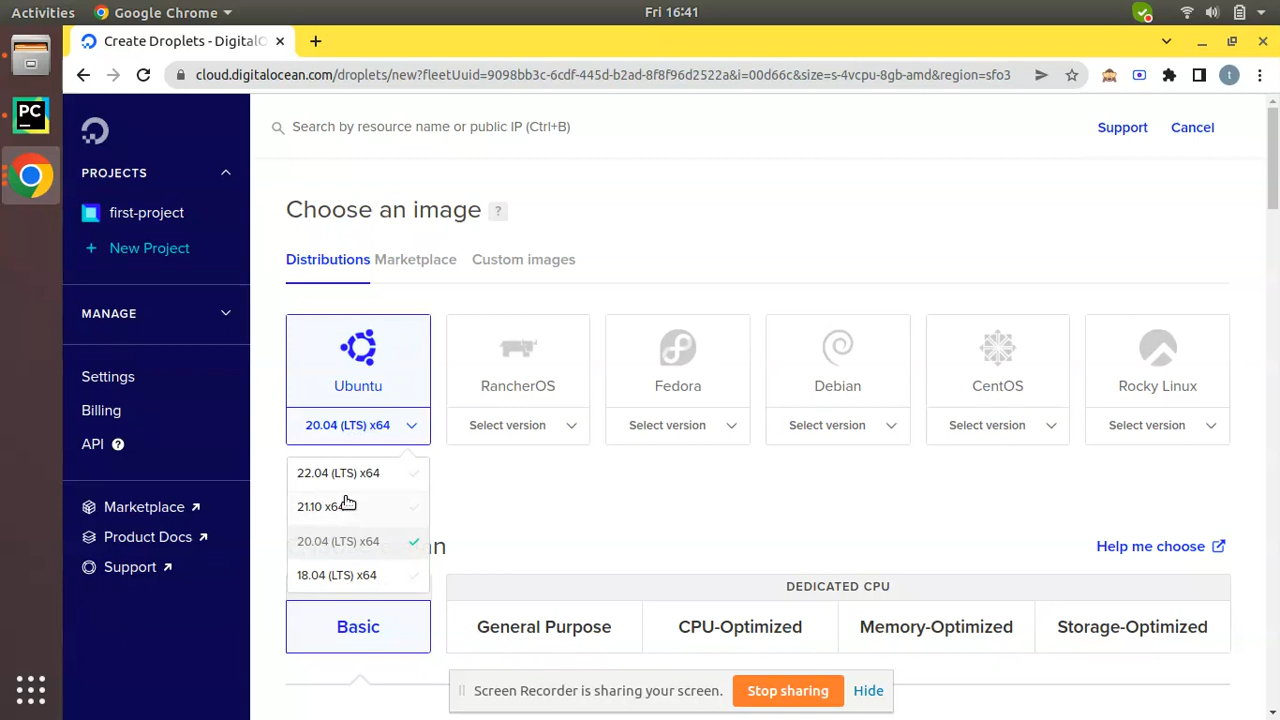 Activities
Google Chrome
Fri 16:41
Create Droplets - DigitalO
cloud.digitalocean.com/droplets/new?fleetUuid=9098bb3c-6cdf-445d-b2ad-8f8f96d2522a&i=00d66c&size=s-4vcpu-8gb-amd&region=sfo3
t
PC
PROJECTS
first-project
+ New Project
MANAGE
Settings
Billing
API ?
Marketplace
Product Docs
Support
Search by resource name or public IP (Ctrl+B)
Support
Cancel
Choose an image ?
Distributions
Marketplace
Custom images
Ubuntu
20.04 (LTS) x64
RancherOS
Select version
Fedora
Select version
Debian
Select version
CentOS
Select version
Rocky Linux
Select version
22.04 (LTS) x64
21.10 x64
20.04 (LTS) x64
18.04 (LTS) x64
Help me choose
DEDICATED CPU
Basic
General Purpose
CPU-Optimized
Memory-Optimized
Storage-Optimized
Screen Recorder is sharing your screen.
Stop sharing
Hide